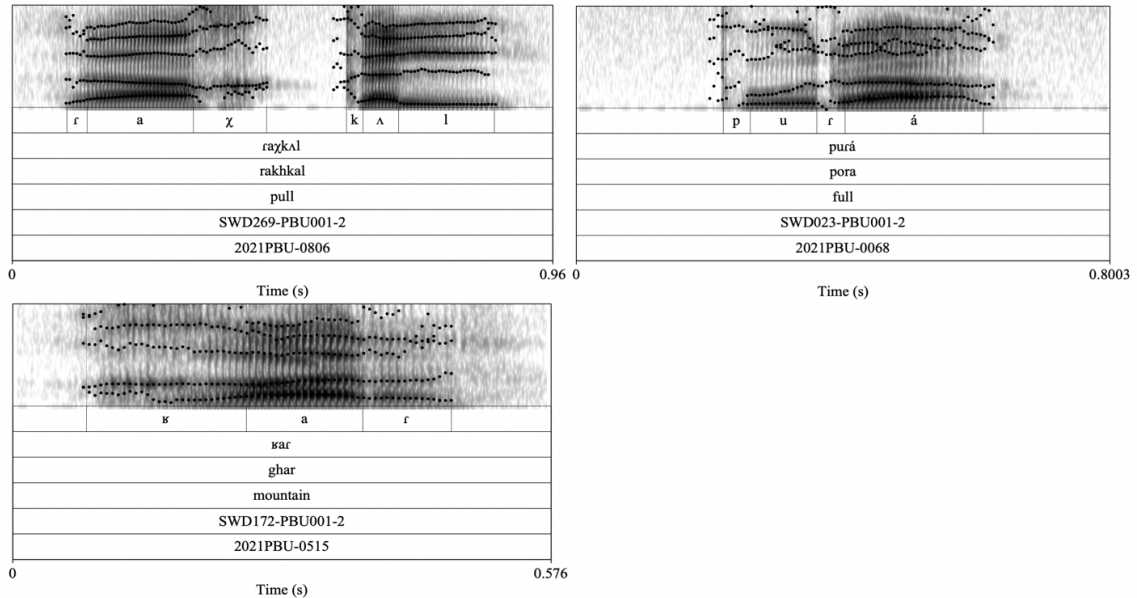 ɾ a χ k ʌ l
ɾaχkʌl
rakhkal
pull
SWD269-PBU001-2
2021PBU-0806
0 0.96
Time (s)
p u ɾ á
puɾá
pora
full
SWD023-PBU001-2
2021PBU-0068
0 0.8003
Time (s)
ʁ a ɾ
ʁaɾ
ghar
mountain
SWD172-PBU001-2
2021PBU-0515
0 0.576
Time (s)